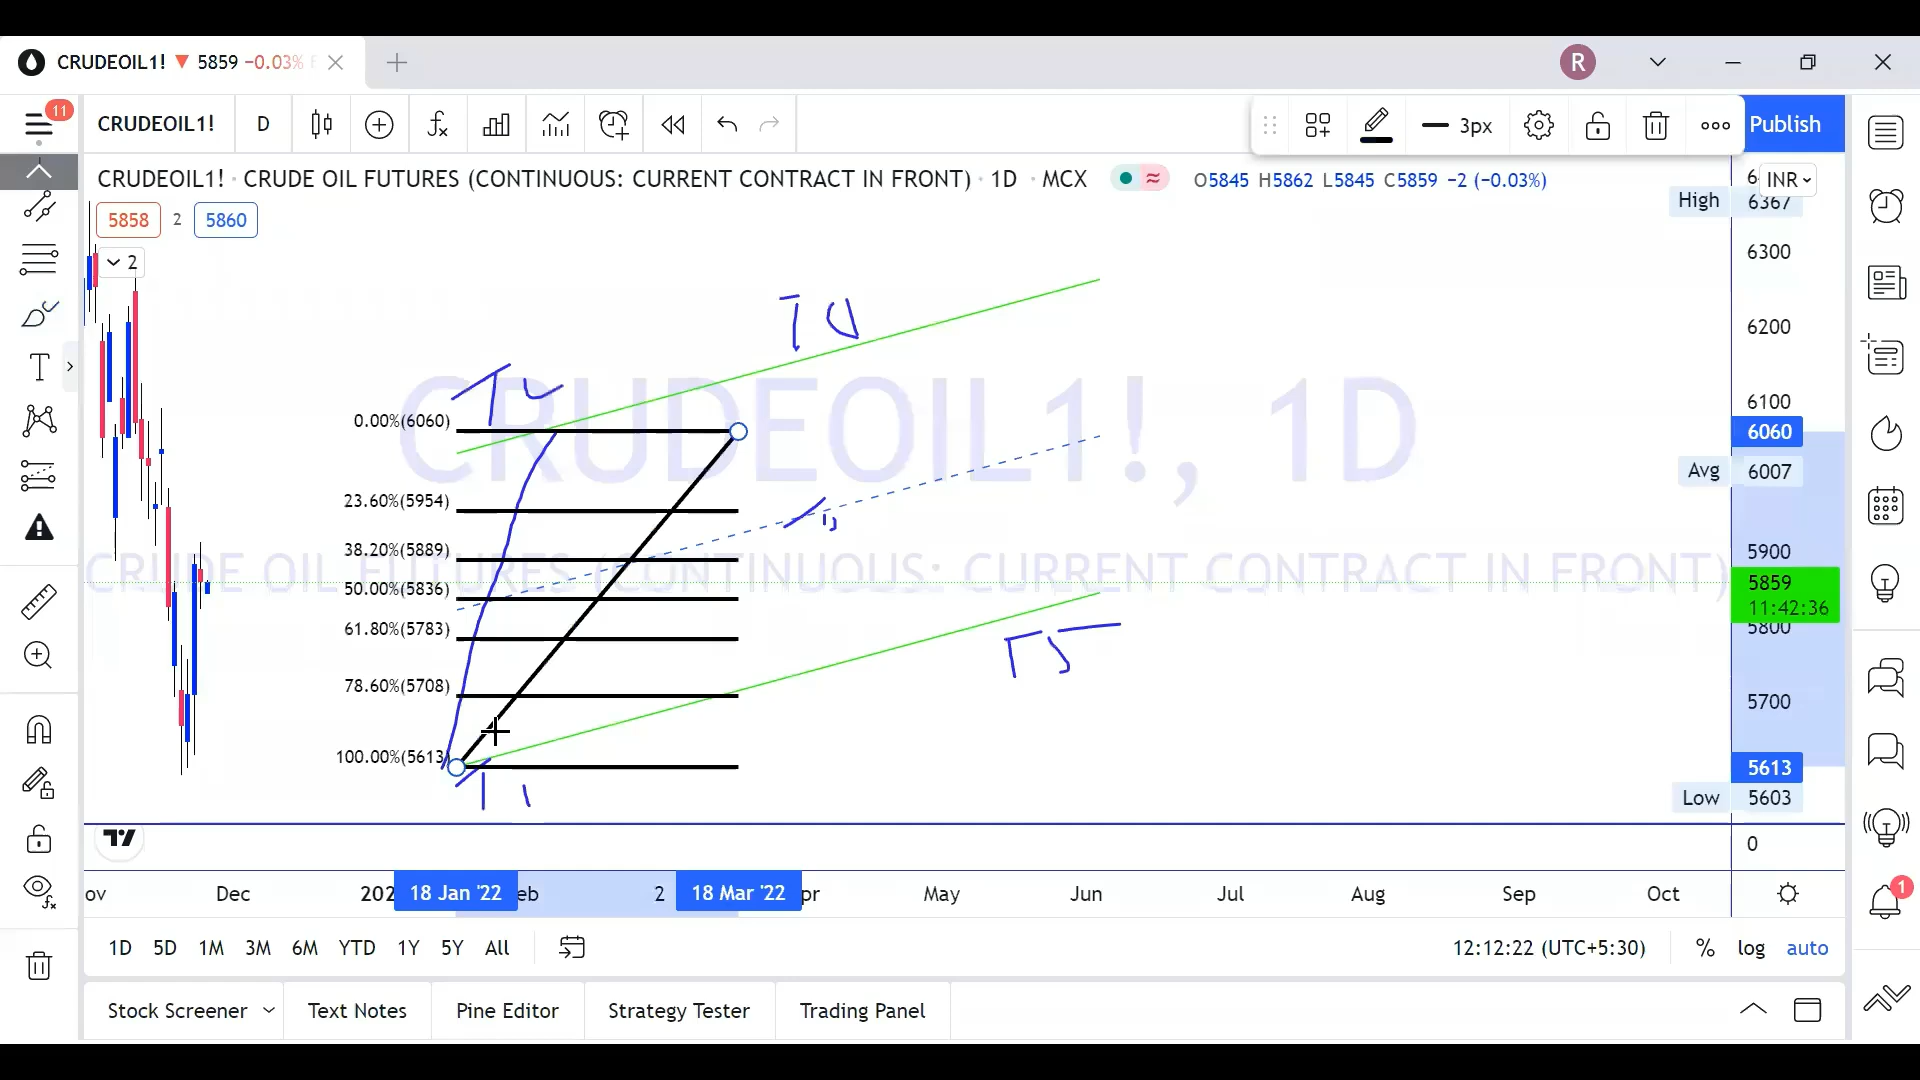 CRUDEOIL1! ▼ 5859 −0.03%
R
11
CRUDEOIL1! D 3px Publish
CRUDEOIL1! · CRUDE OIL FUTURES (CONTINUOUS: CURRENT CONTRACT IN FRONT) · 1D · MCX O5845 H5862 L5845 C5859 −2 (−0.03%)
INR
5858 2 5860
High 6367
2
6300
6200
6100
CRUDEOIL1!, 1D
0.00%(6060)
6060
Avg 6007
23.60%(5954)
38.20%(5889)
5900
CRUDE OIL FUTURES (CONTINUOUS: CURRENT CONTRACT IN FRONT)
50.00%(5836)
5859
11:42:36
61.80%(5783)
5800
78.60%(5708)
5700
100.00%(5613)
5613
Low 5603
0
Dec 18 Jan '22 2 18 Mar '22 May Jun Jul Aug Sep Oct
1
1D 5D 1M 3M 6M YTD 1Y 5Y All 12:12:22 (UTC+5:30) % log auto
Stock Screener Text Notes Pine Editor Strategy Tester Trading Panel